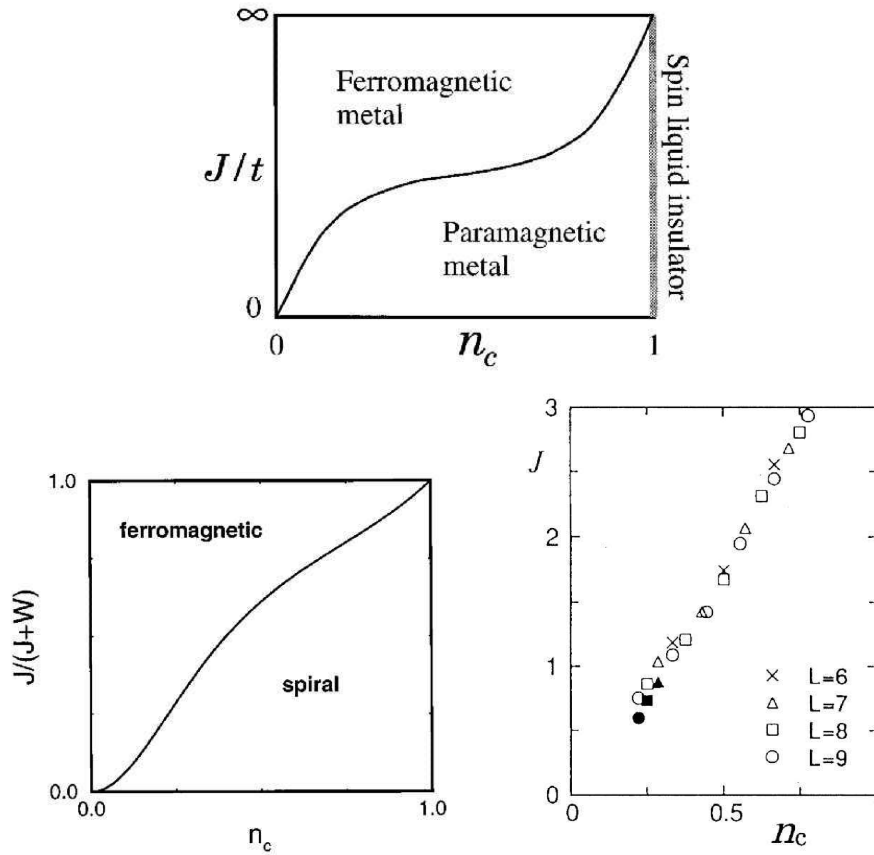 ∞
Ferromagnetic
metal
J/t
Paramagnetic
metal
0
0
n_c
1
Spin liquid insulator
1.0
ferromagnetic
J/(J+W)
spiral
0.0
0.0
n_c
1.0
3
J
2
1
0
0
0.5
n_c
× L=6
△ L=7
□ L=8
○ L=9